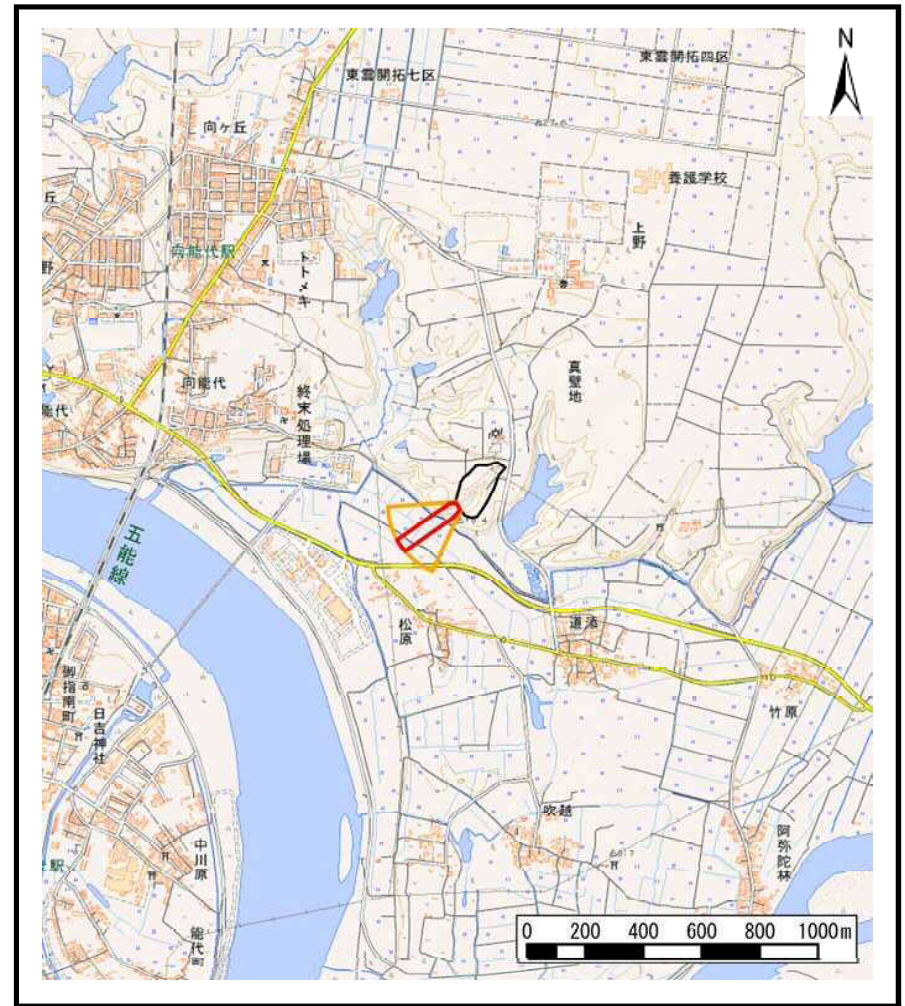 N
東雲開拓四区
東雲開拓七区
向ヶ丘
養護学校
丘
上野
野
向能代駅
トトメキ
真壁地
向能代
能代
終末処理場
五能線
松原
道添
御指南町
日吉神社
竹原
吹越
中川原
阿弥陀林
駅
能代町
0 200 400 600 800 1000m